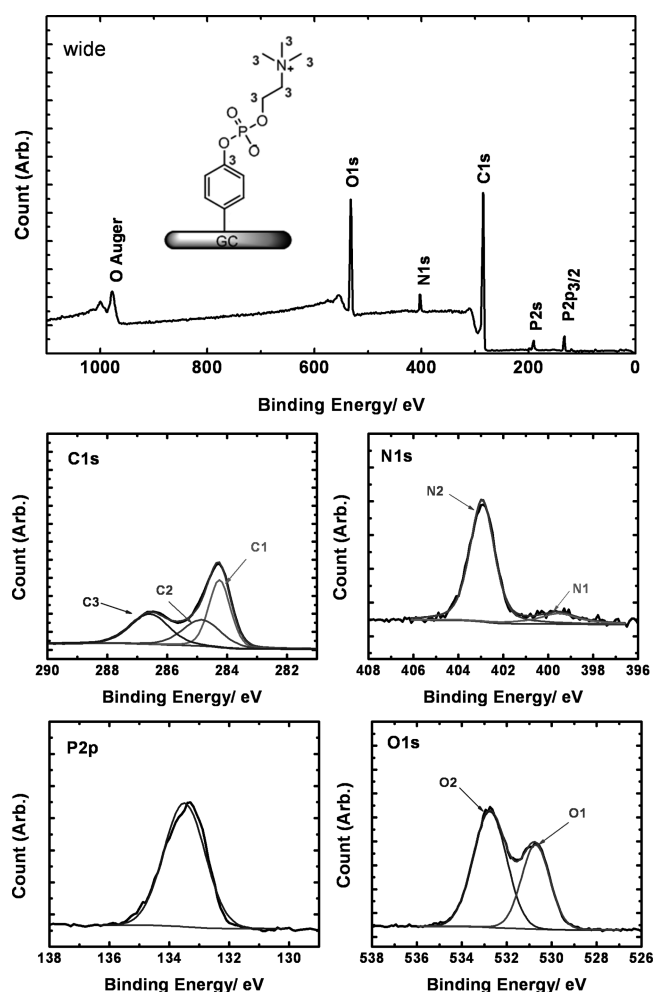 wide
Count (Arb.)
3
3
3
N+
3
3
O
O
P
O
O
3
GC
O Auger
O1s
N1s
C1s
P2s
P2p3/2
1000 800 600 400 200 0
Binding Energy/ eV
C1s
Count (Arb.)
C3
C2
C1
290 288 286 284 282
Binding Energy/ eV
N1s
Count (Arb.)
N2
N1
408 406 404 402 400 398 396
Binding Energy/ eV
P2p
Count (Arb.)
138 136 134 132 130
Binding Energy/ eV
O1s
Count (Arb.)
O2
O1
538 536 534 532 530 528 526
Binding Energy/ eV